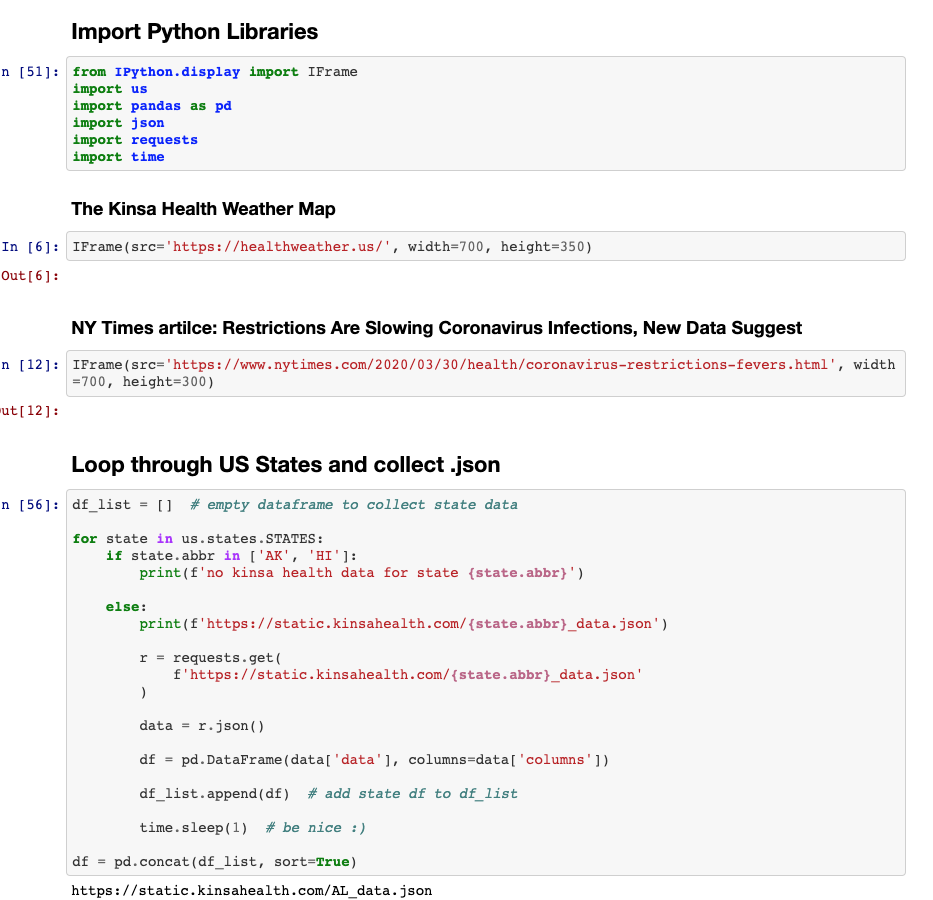 Import Python Libraries
n [51]:
from IPython.display import IFrame
import us
import pandas as pd
import json
import requests
import time
The Kinsa Health Weather Map
In [6]:
IFrame(src='https://healthweather.us/', width=700, height=350)
Out[6]:
NY Times artilce: Restrictions Are Slowing Coronavirus Infections, New Data Suggest
n [12]:
IFrame(src='https://www.nytimes.com/2020/03/30/health/coronavirus-restrictions-fevers.html', width
=700, height=300)
ut[12]:
Loop through US States and collect .json
n [56]:
df_list = []  # empty dataframe to collect state data
for state in us.states.STATES:
    if state.abbr in ['AK', 'HI']:
        print(f'no kinsa health data for state {state.abbr}')
    else:
        print(f'https://static.kinsahealth.com/{state.abbr}_data.json')
        r = requests.get(
            f'https://static.kinsahealth.com/{state.abbr}_data.json'
        )
        data = r.json()
        df = pd.DataFrame(data['data'], columns=data['columns'])
        df_list.append(df)  # add state df to df_list
        time.sleep(1)  # be nice :)
df = pd.concat(df_list, sort=True)
https://static.kinsahealth.com/AL_data.json